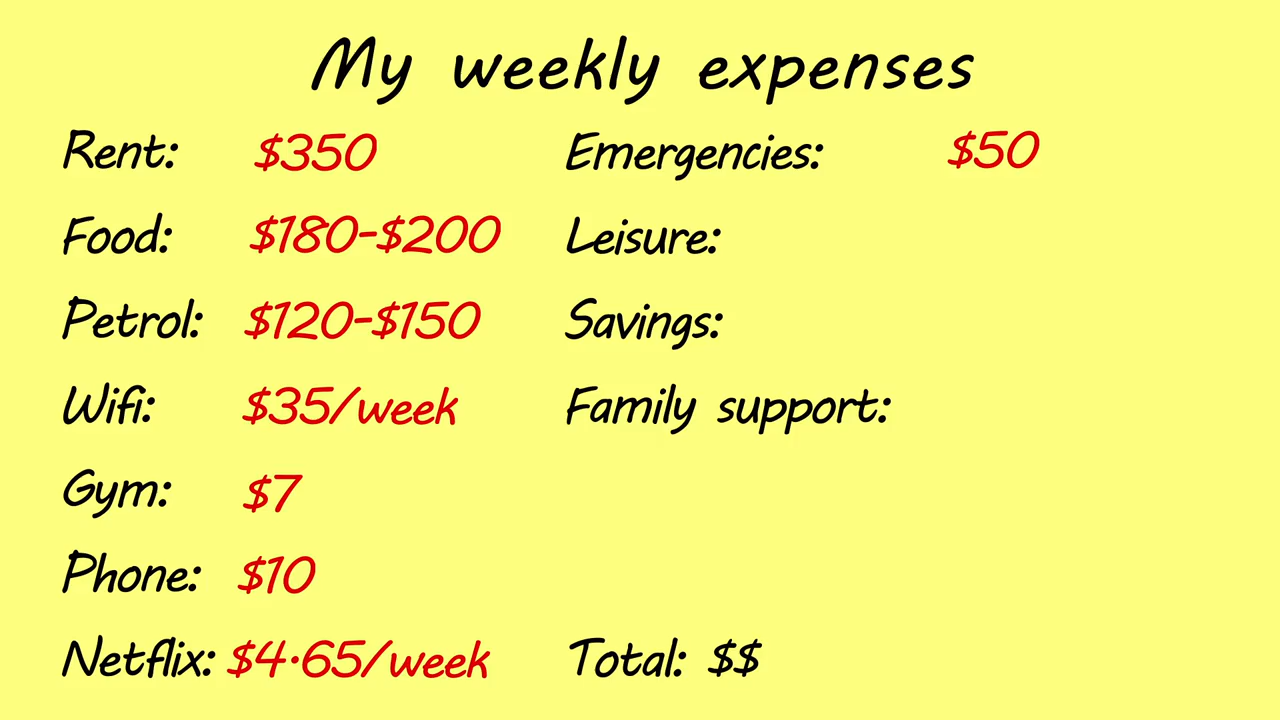 My weekly expenses
Rent: $350
Food: $180-$200
Petrol: $120-$150
Wifi: $35/week
Gym: $7
Phone: $10
Netflix: $4·65/week
Emergencies: $50
Leisure:
Savings:
Family support:
Total: $$